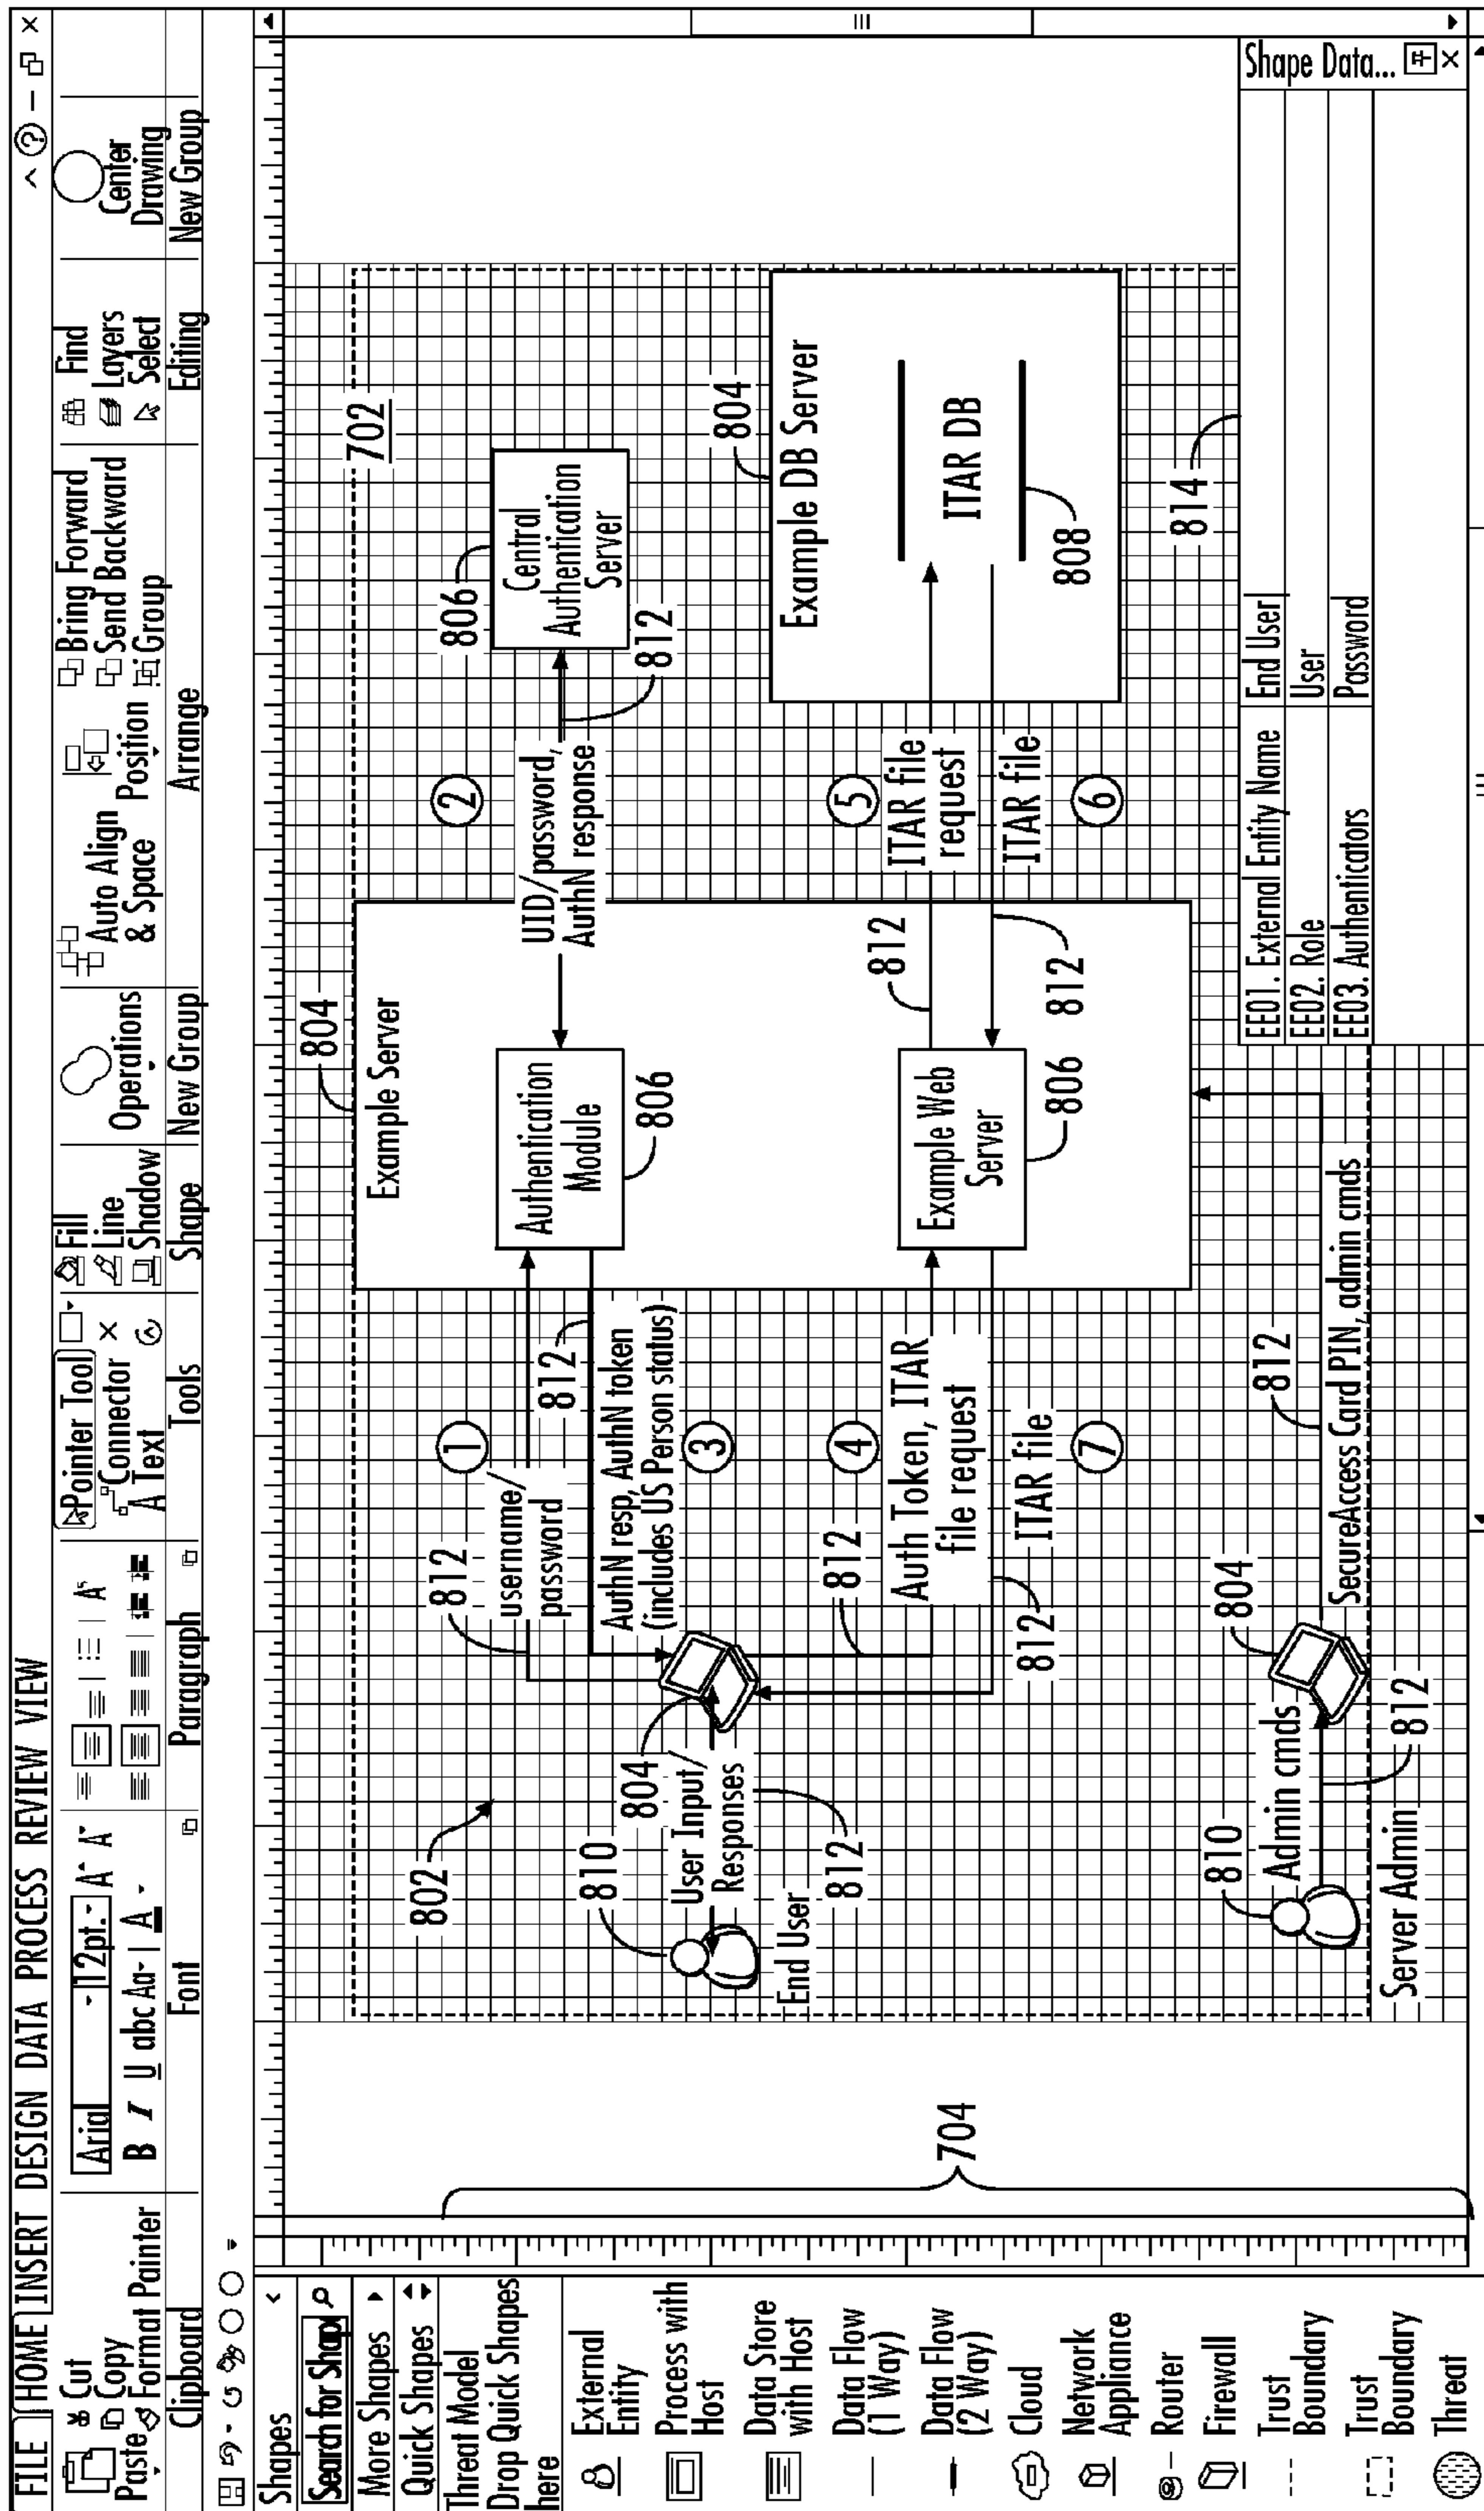 FILE HOME INSERT DESIGN DATA PROCESS REVIEW VIEW
Cut
Copy
Paste Format Painter
Clipboard
Arial 12pt. A A
B I U abc Aa A
Font
Paragraph
Pointer Tool
Connector
A Text
Tools
Fill
Line
Shadow
Shape
Operations
New Group
Auto Align
& Space
Position
Bring Forward
Send Backward
Group
Arrange
Find
Layers
Select
Editing
Center
Drawing
New Group
Shapes
Search for Shap
More Shapes
Quick Shapes
Threat Model
Drop Quick Shapes
here
External
Entity
Process with
Host
Data Store
with Host
Data Flow
(1 Way)
Data Flow
(2 Way)
Cloud
Network
Appliance
Router
Firewall
Trust
Boundary
Trust
Boundary
Threat
704
702
802
804
Example Server
806
Central
Authentication
Server
812
2
UID/password,
AuthN response
Authentication
Module
806
1
812
username/
password
812
AuthN resp, AuthN token
(includes US Person status)
3
804
810
User Input/
Responses
End User
812
4
812
Auth Token, ITAR
file request
812
ITAR file
7
Example Web
Server
806
812
812
5
ITAR file
request
ITAR file
6
804
Example DB Server
ITAR DB
808
814
810
Admin cmds
Server Admin
812
804
812
SecureAccess Card PIN, admin cmds
Shape Data...
EE01. External Entity Name End User
EE02. Role User
EE03. Authenticators Password